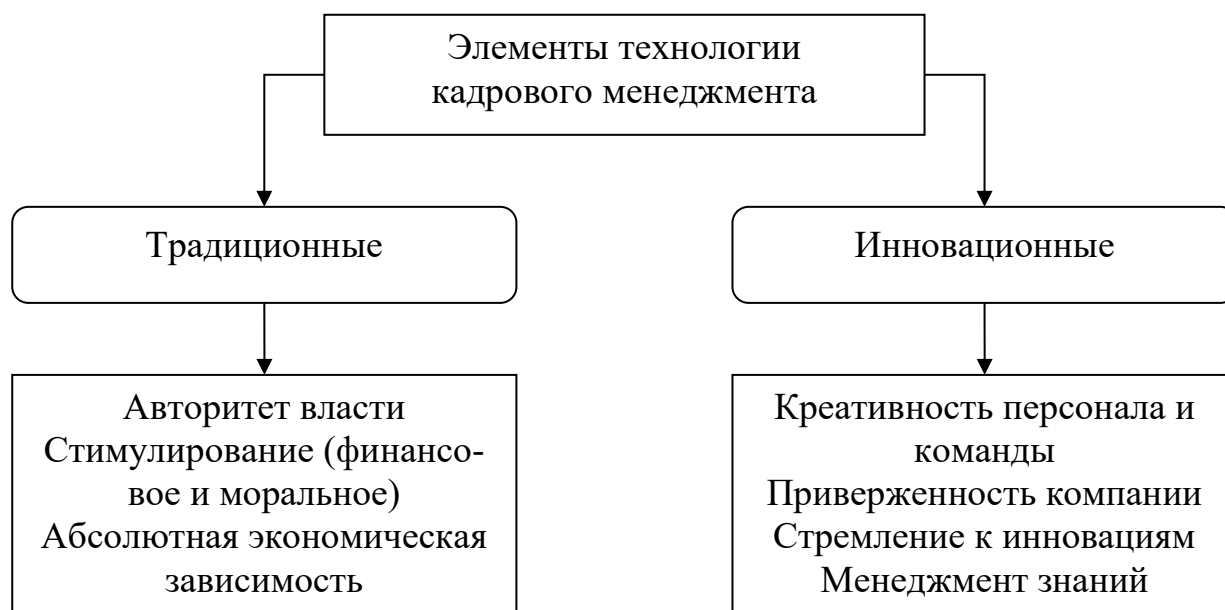 Элементы технологии
кадрового менеджмента
Традиционные
Инновационные
Авторитет власти
Стимулирование (финансо-
вое и моральное)
Абсолютная экономическая
зависимость
Креативность персонала и
команды
Приверженность компании
Стремление к инновациям
Менеджмент знаний